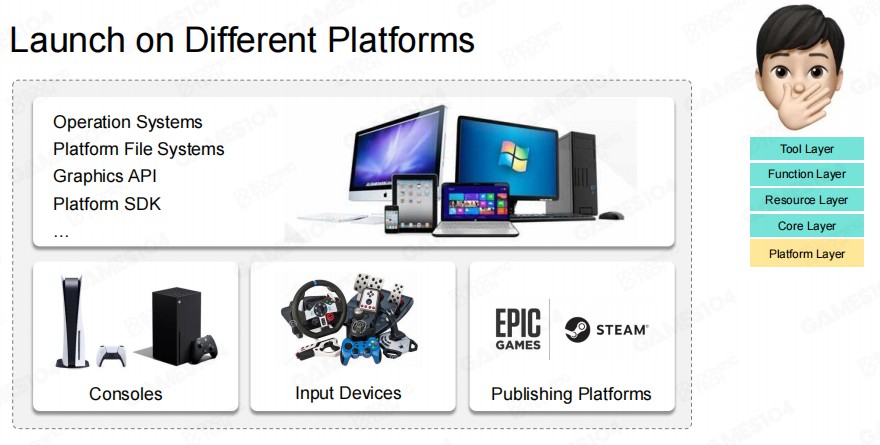 Launch on Different Platforms
Operation Systems
Platform File Systems
Graphics API
Platform SDK
...
Consoles
Input Devices
EPIC
GAMES
STEAM®
Publishing Platforms
Tool Layer
Function Layer
Resource Layer
Core Layer
Platform Layer
GAMES104